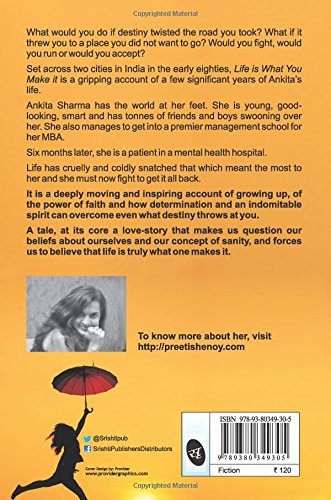 What would you do if destiny twisted the road you took? What if it
threw you to a place you did not want to go? Would you fight, would
you run or would you accept?
Set across two cities in India in the early eighties, Life is What You
Make it is a gripping account of a few significant years of Ankita's
life.
Ankita Sharma has the world at her feet. She is young, good-
looking, smart and has tonnes of friends and boys swooning over
her. She also manages to get into a premier management school for
her MBA.
Six months later, she is a patient in a mental health hospital.
Life has cruelly and coldly snatched that which meant the most to
her and she must now fight to get it all back.
It is a deeply moving and inspiring account of growing up, of
the power of faith and how determination and an indomitable
spirit can overcome even what destiny throws at you.
A tale, at its core a love-story that makes us question our
beliefs about ourselves and our concept of sanity, and forces
us to believe that life is truly what one makes it.
To know more about her, visit
http://preetishenoy.com
@Srishtipub
SrishtiPublishersDistributors
Cover Design by: Provider
www.providergraphics.com
ISBN 978-93-80349-30-5
9 789380 349305
Fiction ₹ 120